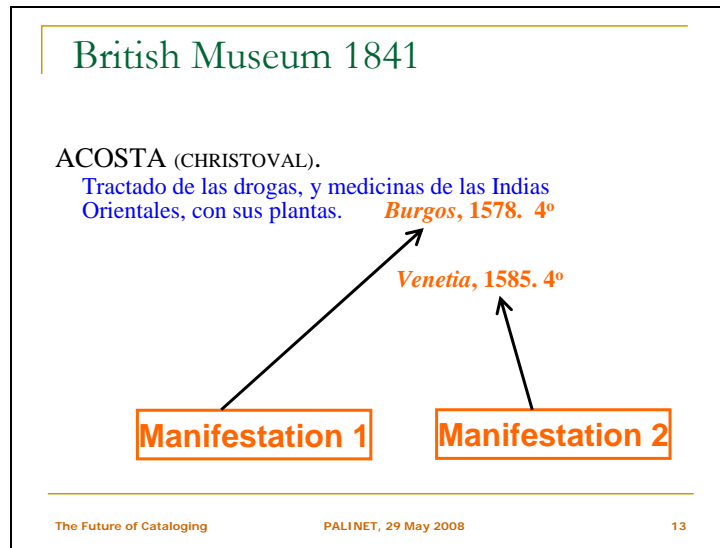 British Museum 1841
ACOSTA (CHRISTOVAL).
Tractado de las drogas, y medicinas de las Indias
Orientales, con sus plantas. Burgos, 1578. 4º
Venetia, 1585. 4º
Manifestation 1 Manifestation 2
The Future of Cataloging PALINET, 29 May 2008 13